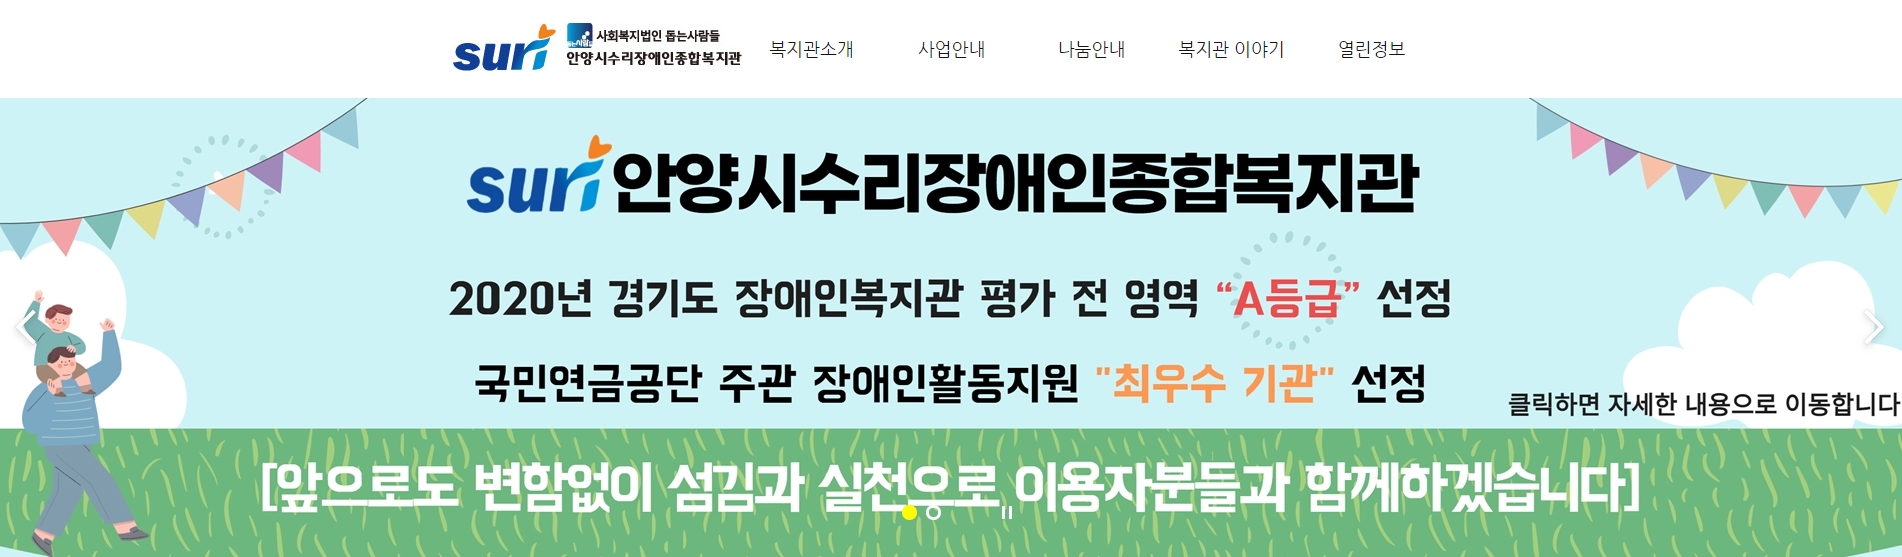 suri
사회복지법인 돕는사람들
안양시수리장애인종합복지관
복지관소개 사업안내 나눔안내 복지관 이야기 열린정보
suri 안양시수리장애인종합복지관
2020년 경기도 장애인복지관 평가 전 영역 “A등급” 선정
국민연금공단 주관 장애인활동지원 "최우수 기관" 선정
클릭하면 자세한 내용으로 이동합니다
[앞으로도 변함없이 섬김과 실천으로 이용자분들과 함께하겠습니다]